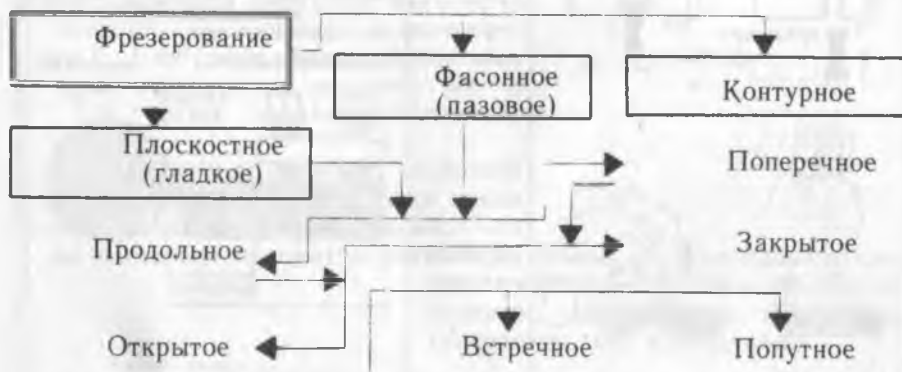 Фрезерование
Фасонное
(пазовое)
Контурное
Плоскостное
(гладкое)
Поперечное
Продольное
Закрытое
Открытое
Встречное
Попутное